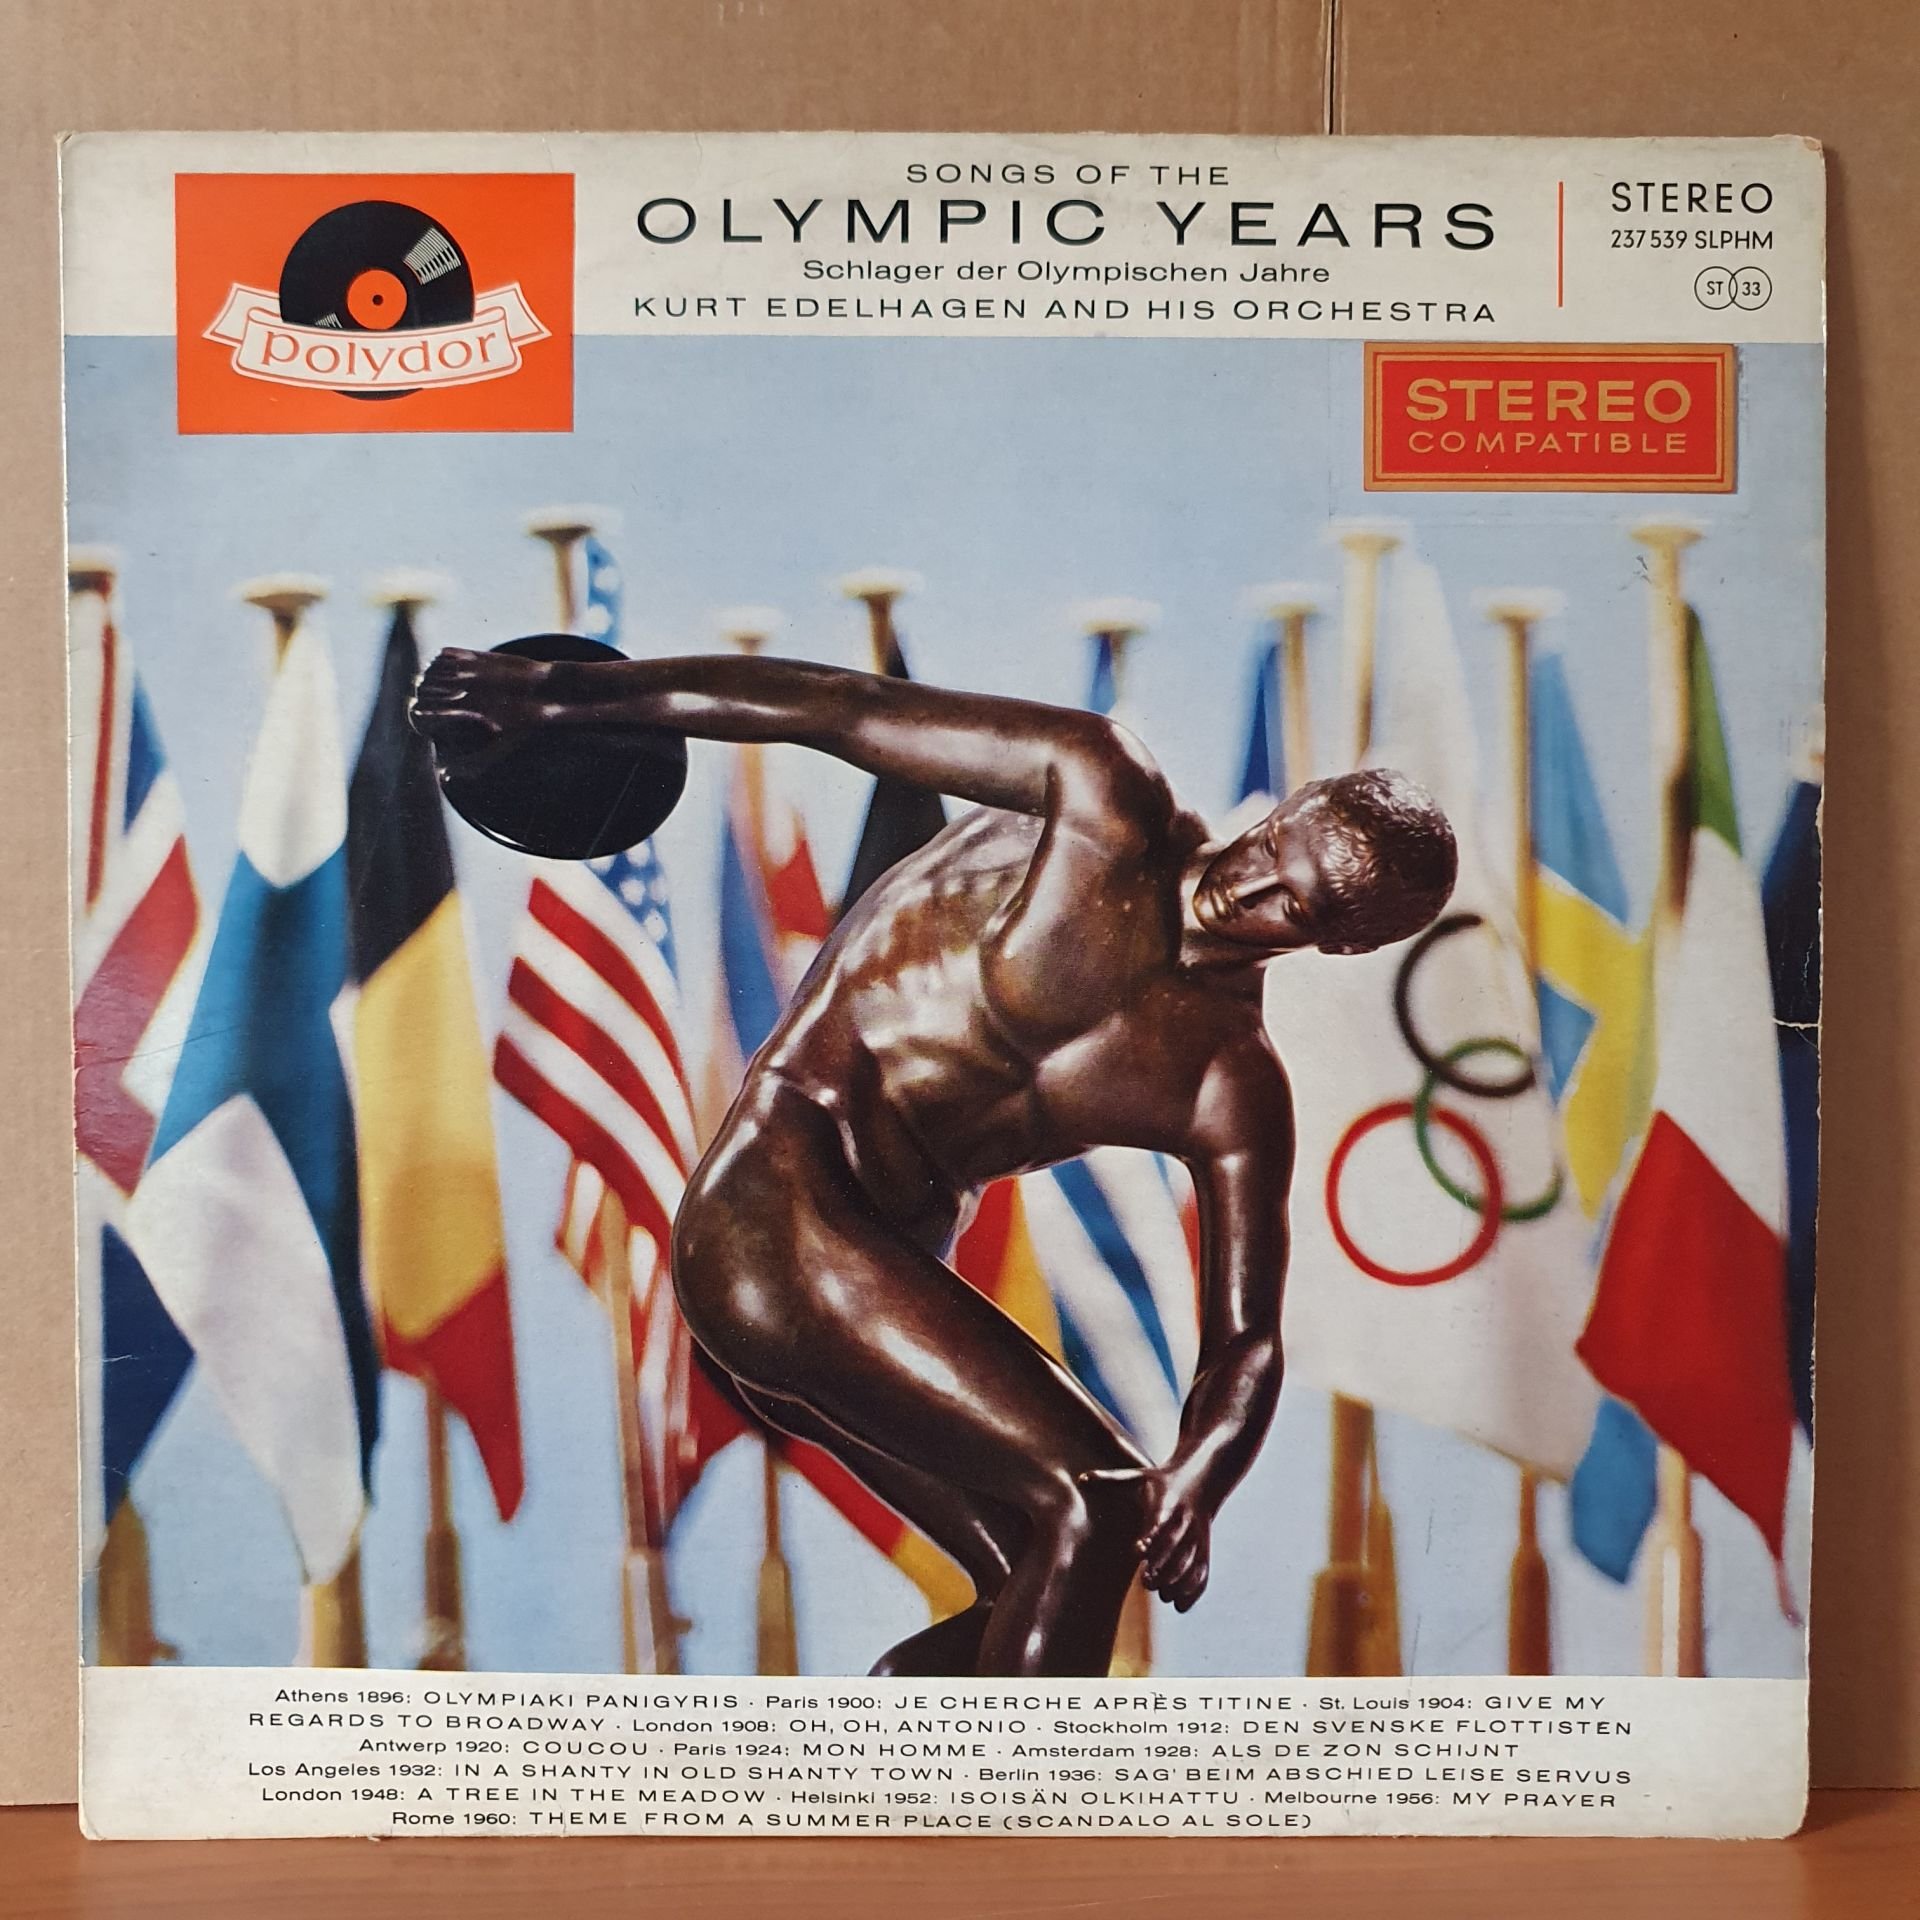 SONGS OF THE
OLYMPIC YEARS
Schlager der Olympischen Jahre
KURT EDELHAGEN AND HIS ORCHESTRA
STEREO
237 539 SLPHM
ST 33
polydor
STEREO
COMPATIBLE
Athens 1896: OLYMPIAKI PANIGYRIS · Paris 1900: JE CHERCHE APRÈS TITINE · St. Louis 1904: GIVE MY
REGARDS TO BROADWAY · London 1908: OH, OH, ANTONIO · Stockholm 1912: DEN SVENSKE FLOTTISTEN
Antwerp 1920: COUCOU · Paris 1924: MON HOMME · Amsterdam 1928: ALS DE ZON SCHIJNT
Los Angeles 1932: IN A SHANTY IN OLD SHANTY TOWN · Berlin 1936: SAG' BEIM ABSCHIED LEISE SERVUS
London 1948: A TREE IN THE MEADOW · Helsinki 1952: ISOISÄN OLKIHATTU · Melbourne 1956: MY PRAYER
Rome 1960: THEME FROM A SUMMER PLACE (SCANDALO AL SOLE)